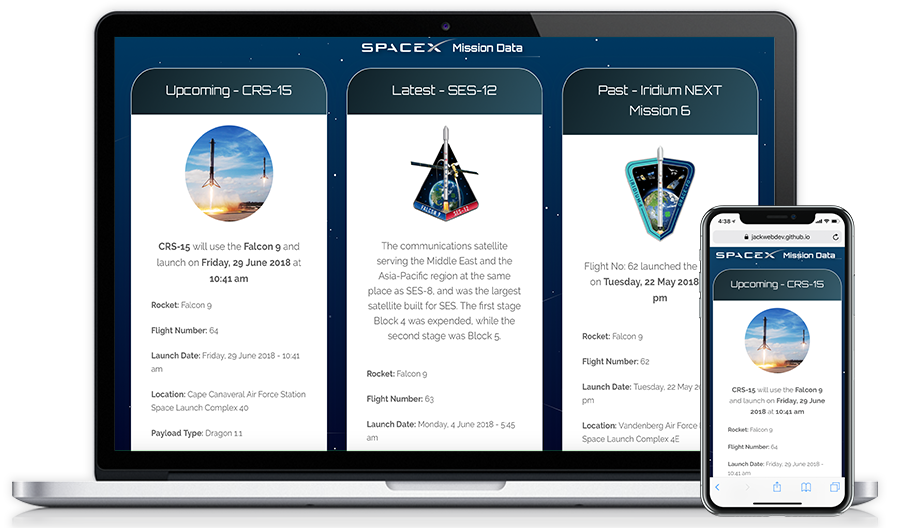 SPACEX Mission Data
Upcoming - CRS-15
CRS-15 will use the Falcon 9 and
launch on Friday, 29 June 2018 at
10:41 am
Rocket: Falcon 9
Flight Number: 64
Launch Date: Friday, 29 June 2018 - 10:41
am
Location: Cape Canaveral Air Force Station
Space Launch Complex 40
Payload Type: Dragon 1.1
Latest - SES-12
FALCON 9
SES-12
The communications satellite
serving the Middle East and the
Asia-Pacific region at the same
place as SES-8, and was the largest
satellite built for SES. The first stage
Block 4 was expended, while the
second stage was Block 5.
Rocket: Falcon 9
Flight Number: 63
Launch Date: Monday, 4 June 2018 - 5:45
am
Past - Iridium NEXT
Mission 6
Flight No: 62 launched the
on Tuesday, 22 May 2018
pm
Rocket: Falcon 9
Flight Number: 62
Launch Date: Tuesday, 22 May 20
pm
Location: Vandenberg Air Force
Space Launch Complex 4E
4:38
jackwebdev.github.io
SPACEX Mission Data
Upcoming - CRS-15
CRS-15 will use the Falcon 9
and launch on Friday, 29 June
2018 at 10:41 am
Rocket: Falcon 9
Flight Number: 64
Launch Date: Friday, 29 June 2018 -
10:41 am